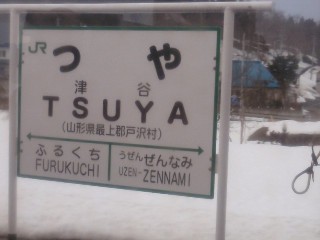 JR
つや
津谷
TSUYA
(山形県最上郡戸沢村)
ふるくち
FURUKUCHI
うぜんぜんなみ
UZEN-ZENNAMI